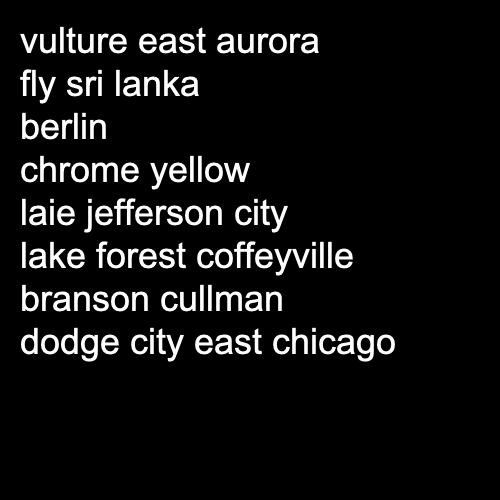 vulture east aurora
fly sri lanka
berlin
chrome yellow
laie jefferson city
lake forest coffeyville
branson cullman
dodge city east chicago